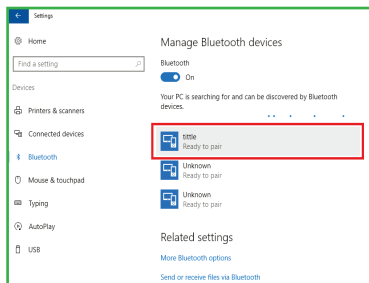 Settings
Home
Find a setting
Devices
Printers & scanners
Connected devices
Bluetooth
Mouse & touchpad
Typing
AutoPlay
USB
Manage Bluetooth devices
Bluetooth
On
Your PC is searching for and can be discovered by Bluetooth
devices.
tittle
Ready to pair
Unknown
Ready to pair
Unknown
Ready to pair
Related settings
More Bluetooth options
Send or receive files via Bluetooth